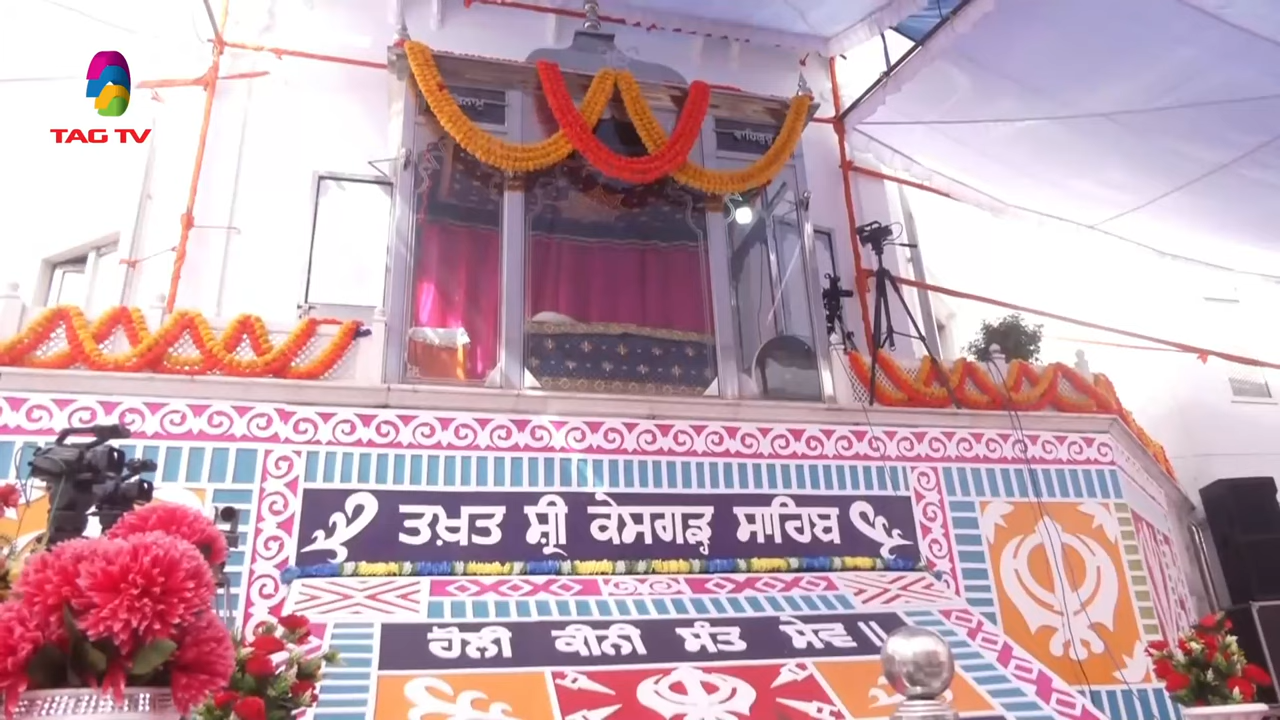 TAG TV
ਵਾਹਿਗੁਰੂ
ਤਖ਼ਤ ਸ਼੍ਰੀ ਕੇਸਗੜ੍ਹ ਸਾਹਿਬ
ਹੋਲੀ ਕੀਨੀ ਸੰਤ ਸੇਵ॥